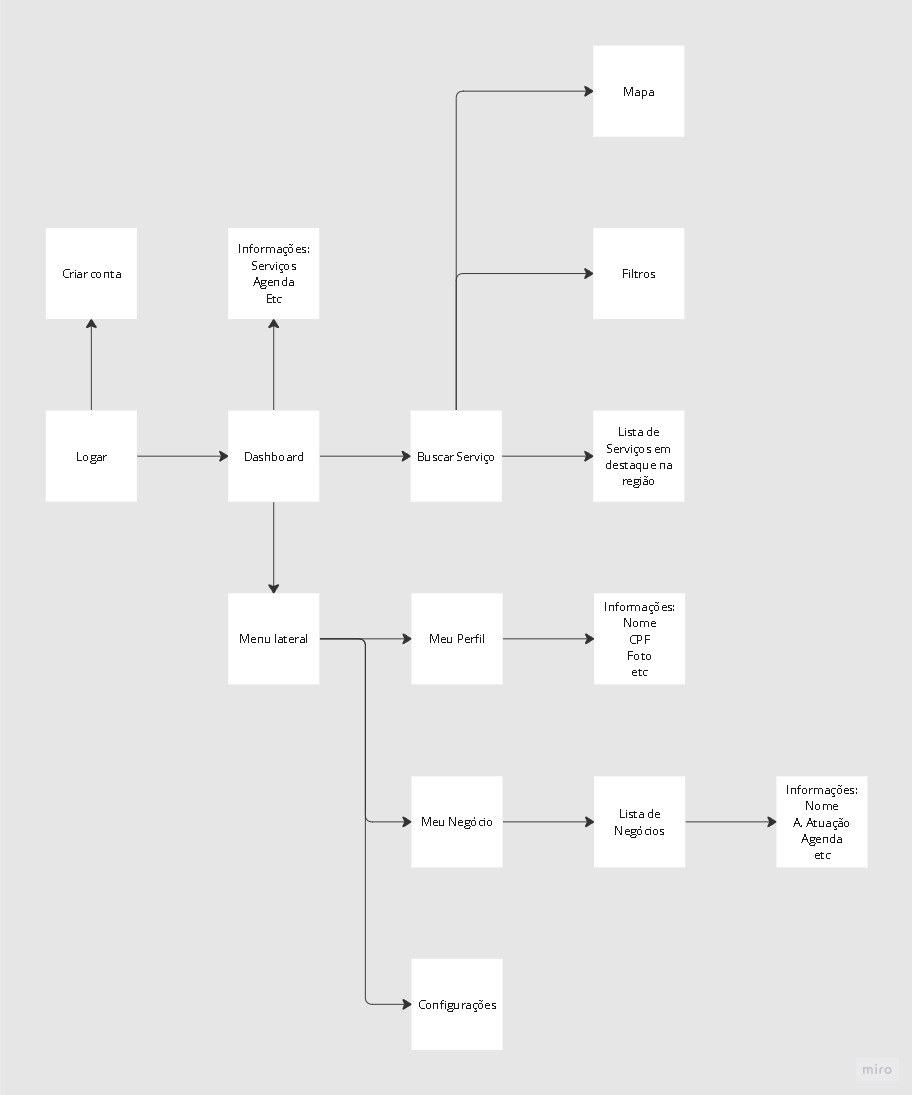 Mapa
Criar conta
Informações:
Serviços
Agenda
Etc
Filtros
Logar
Dashboard
Buscar Serviço
Lista de
Serviços em
destaque na
região
Menu lateral
Meu Perfil
Informações:
Nome
CPF
Foto
etc
Meu Negócio
Lista de
Negócios
Informações:
Nome
A. Atuação
Agenda
etc
Configurações
miro